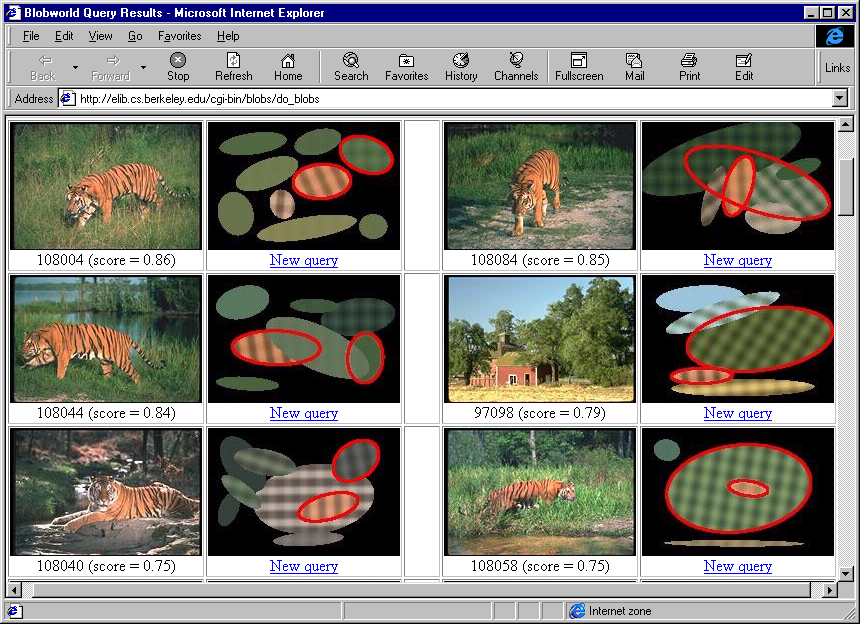 Blobworld Query Results - Microsoft Internet Explorer
File Edit View Go Favorites Help
Back Forward Stop Refresh Home Search Favorites History Channels Fullscreen Mail Print Edit Links
Address http://elib.cs.berkeley.edu/cgi-bin/blobs/do_blobs
108004 (score = 0.86) New query 108084 (score = 0.85) New query
108044 (score = 0.84) New query 97098 (score = 0.79) New query
108040 (score = 0.75) New query 108058 (score = 0.75) New query
Internet zone